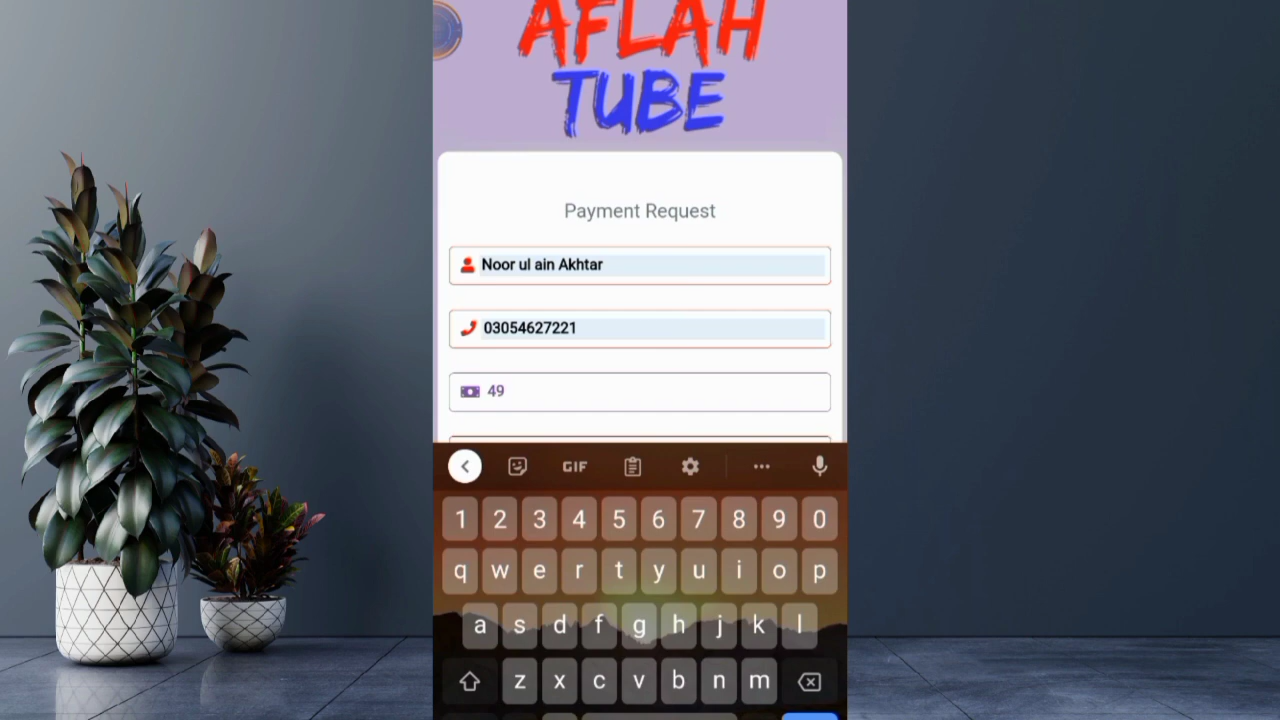 AFLAH
TUBE
Payment Request
Noor ul ain Akhtar
03054627221
49
GIF
1 2 3 4 5 6 7 8 9 0
q w e r t y u i o p
a s d f g h j k l
z x c v b n m